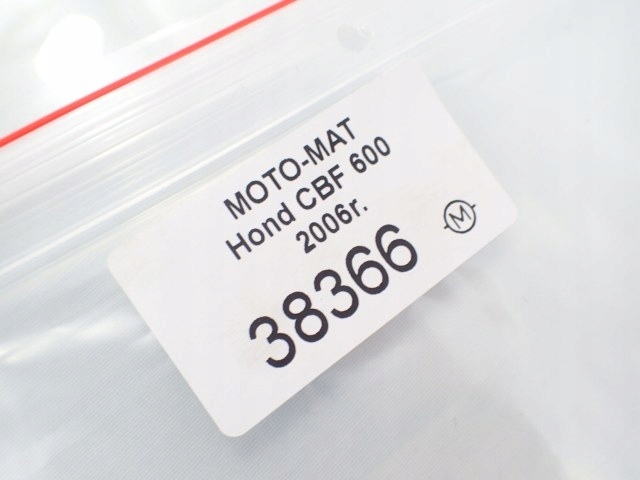 MOTO-MAT
Hond CBF 600
2006r.
38366
M